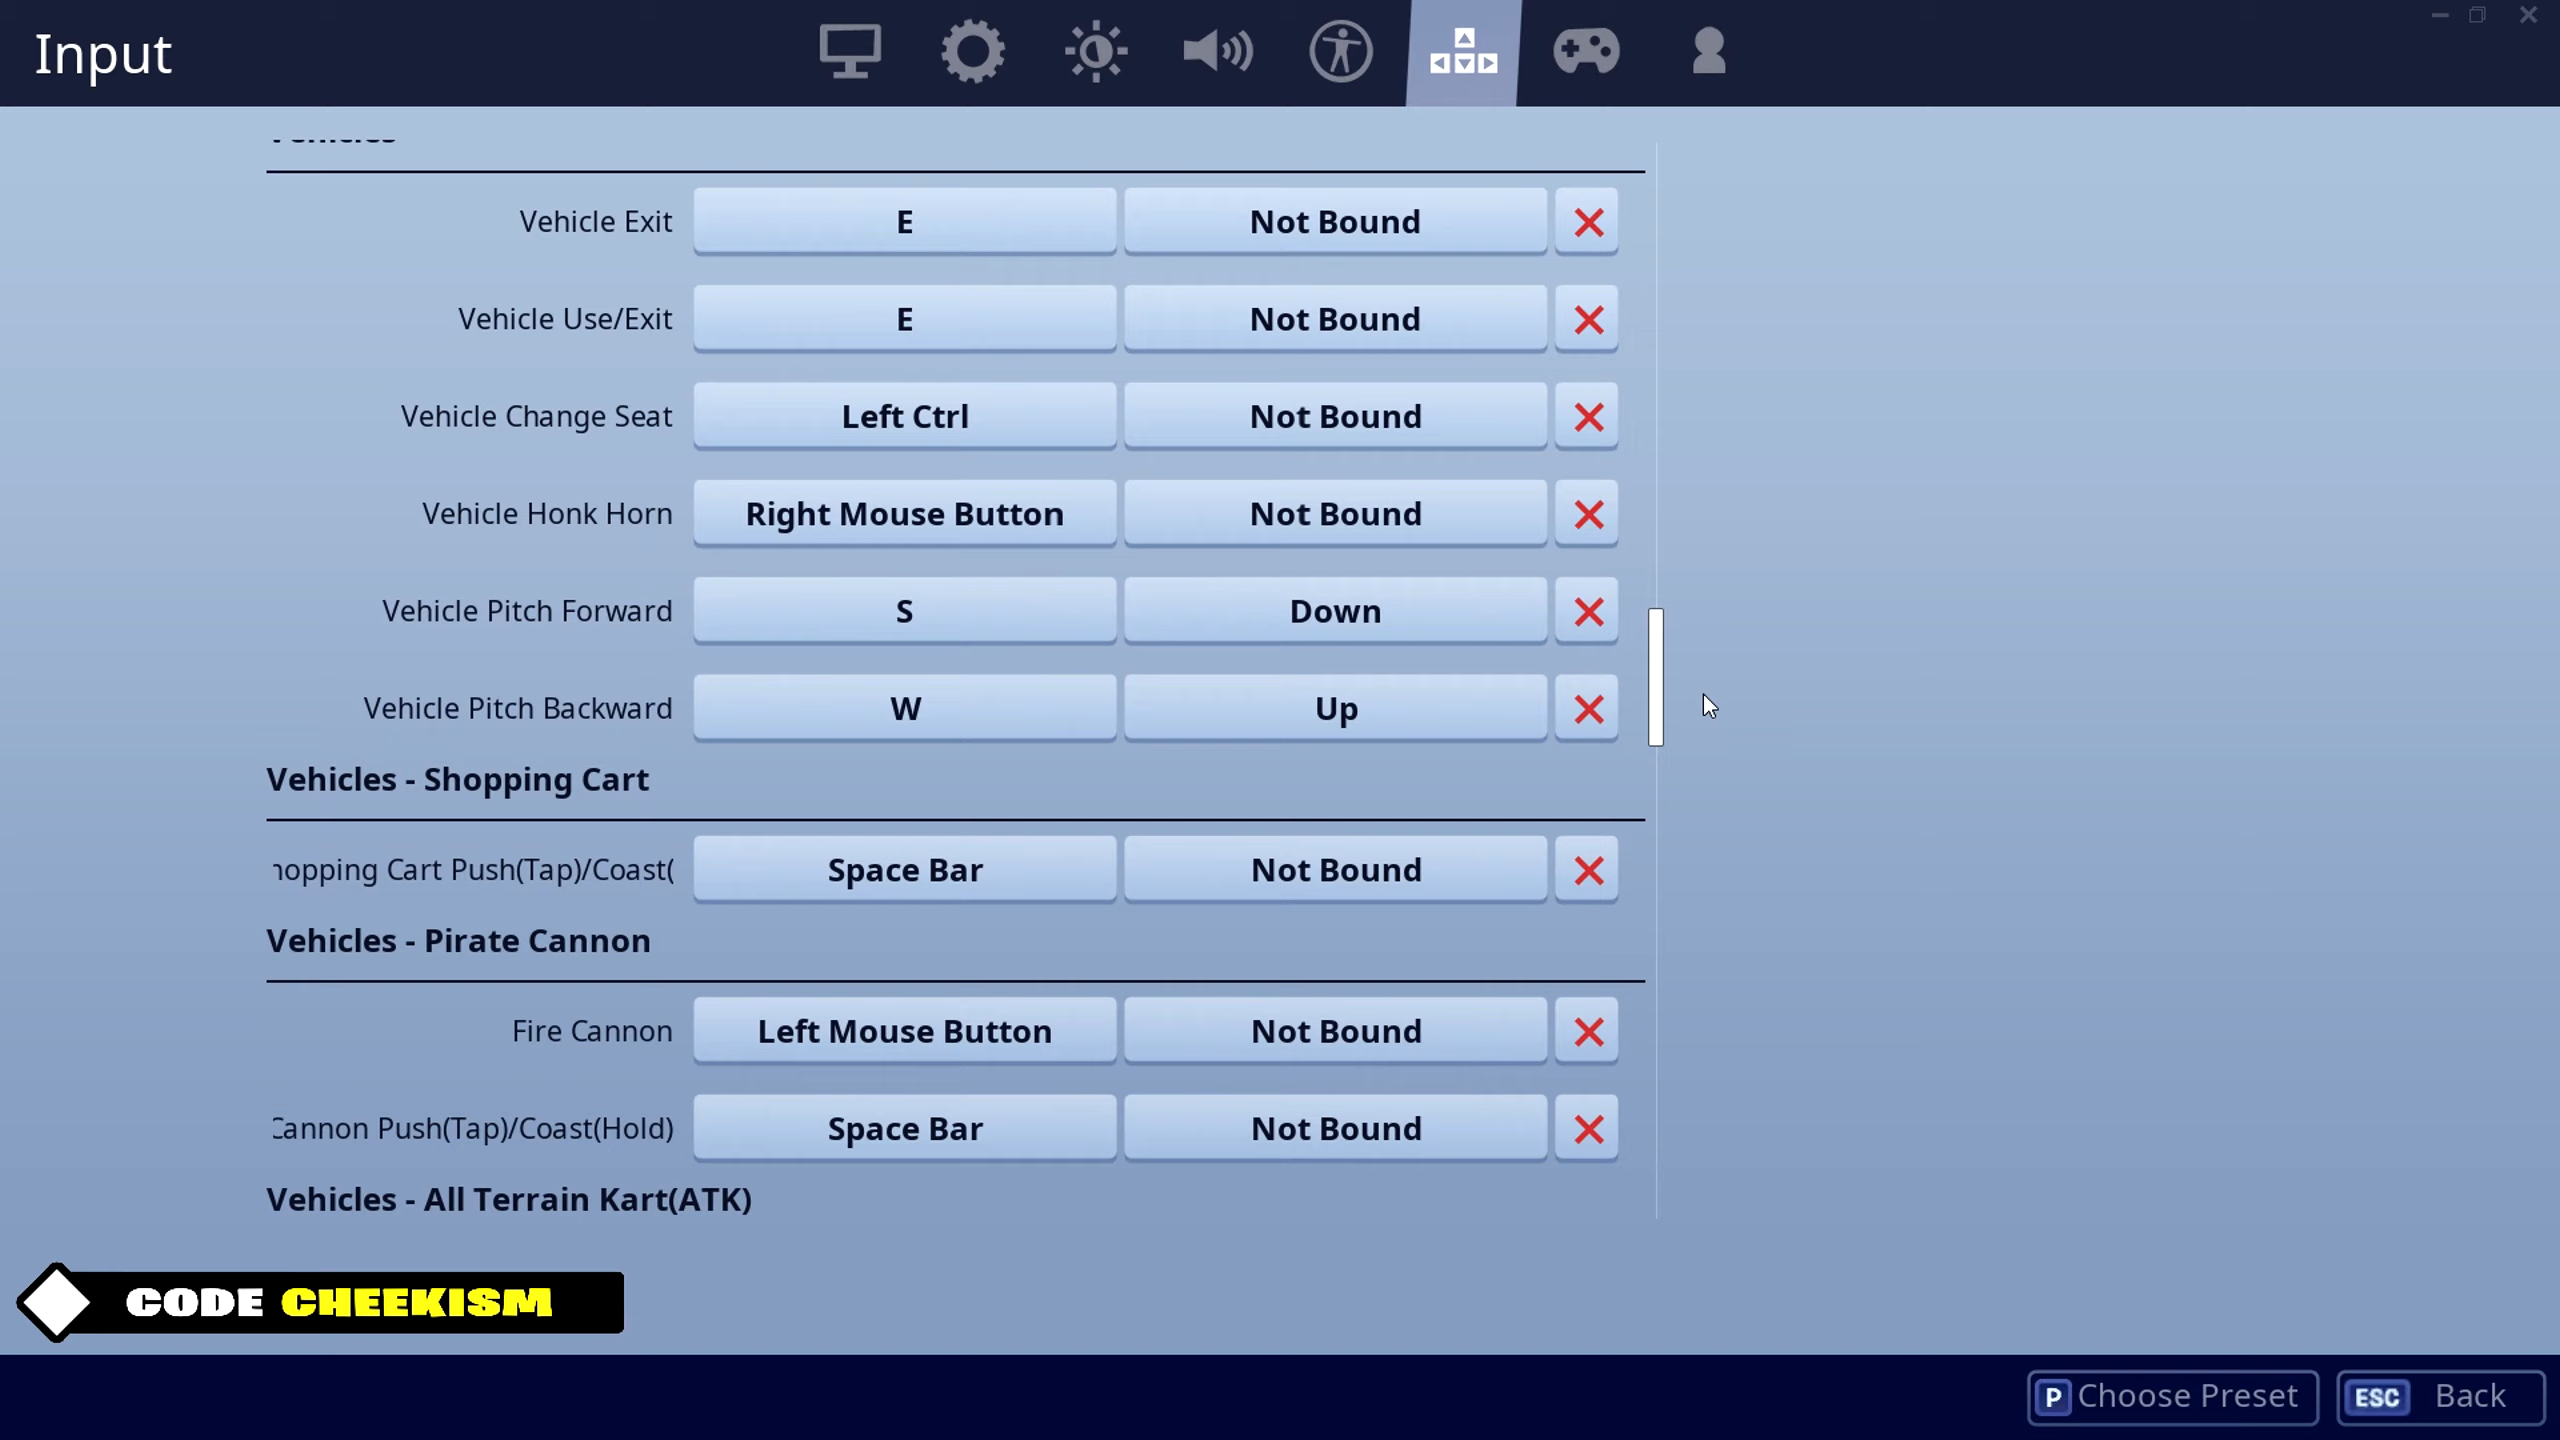 Input
Vehicles
Vehicle Exit E Not Bound
Vehicle Use/Exit E Not Bound
Vehicle Change Seat Left Ctrl Not Bound
Vehicle Honk Horn Right Mouse Button Not Bound
Vehicle Pitch Forward S Down
Vehicle Pitch Backward W Up
Vehicles - Shopping Cart
hopping Cart Push(Tap)/Coast( Space Bar Not Bound
Vehicles - Pirate Cannon
Fire Cannon Left Mouse Button Not Bound
Cannon Push(Tap)/Coast(Hold) Space Bar Not Bound
Vehicles - All Terrain Kart(ATK)
CODE CHEEKISM
P Choose Preset ESC Back